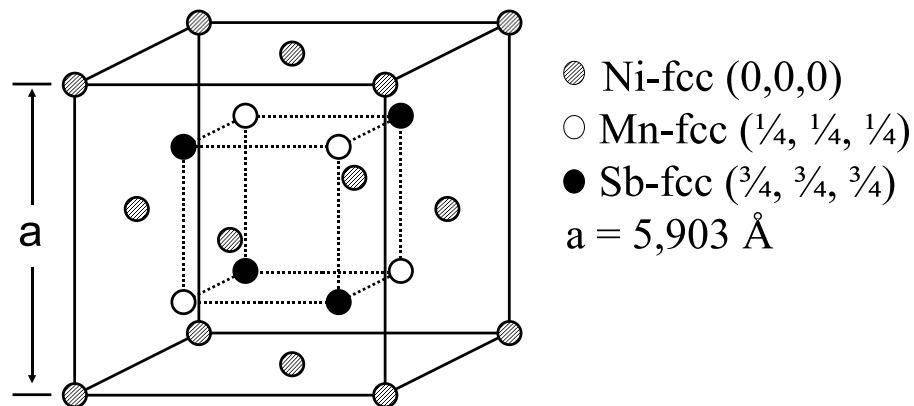 a
Ni-fcc (0,0,0)
Mn-fcc (¼, ¼, ¼)
Sb-fcc (¾, ¾, ¾)
a = 5,903 Å